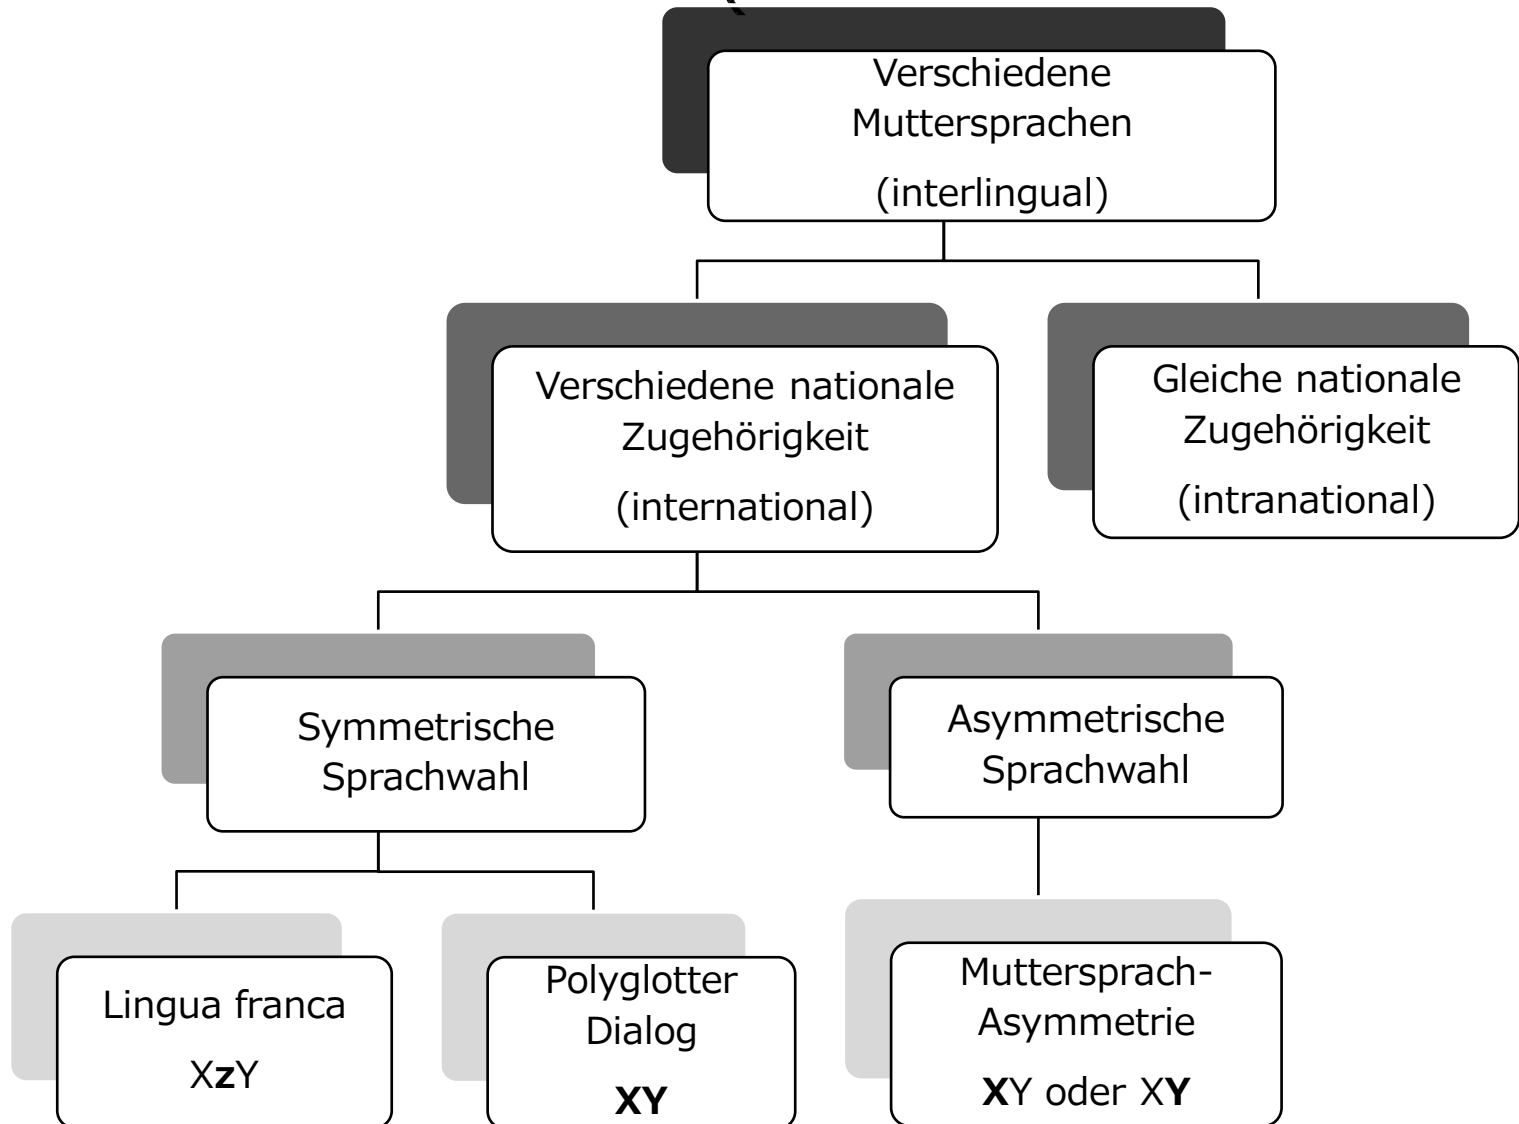 Verschiedene
Muttersprachen
(interlingual)
Verschiedene nationale
Zugehörigkeit
(international)
Gleiche nationale
Zugehörigkeit
(intranational)
Symmetrische
Sprachwahl
Asymmetrische
Sprachwahl
Lingua franca
XzY
Polyglotter
Dialog
XY
Muttersprach-
Asymmetrie
XY oder XY